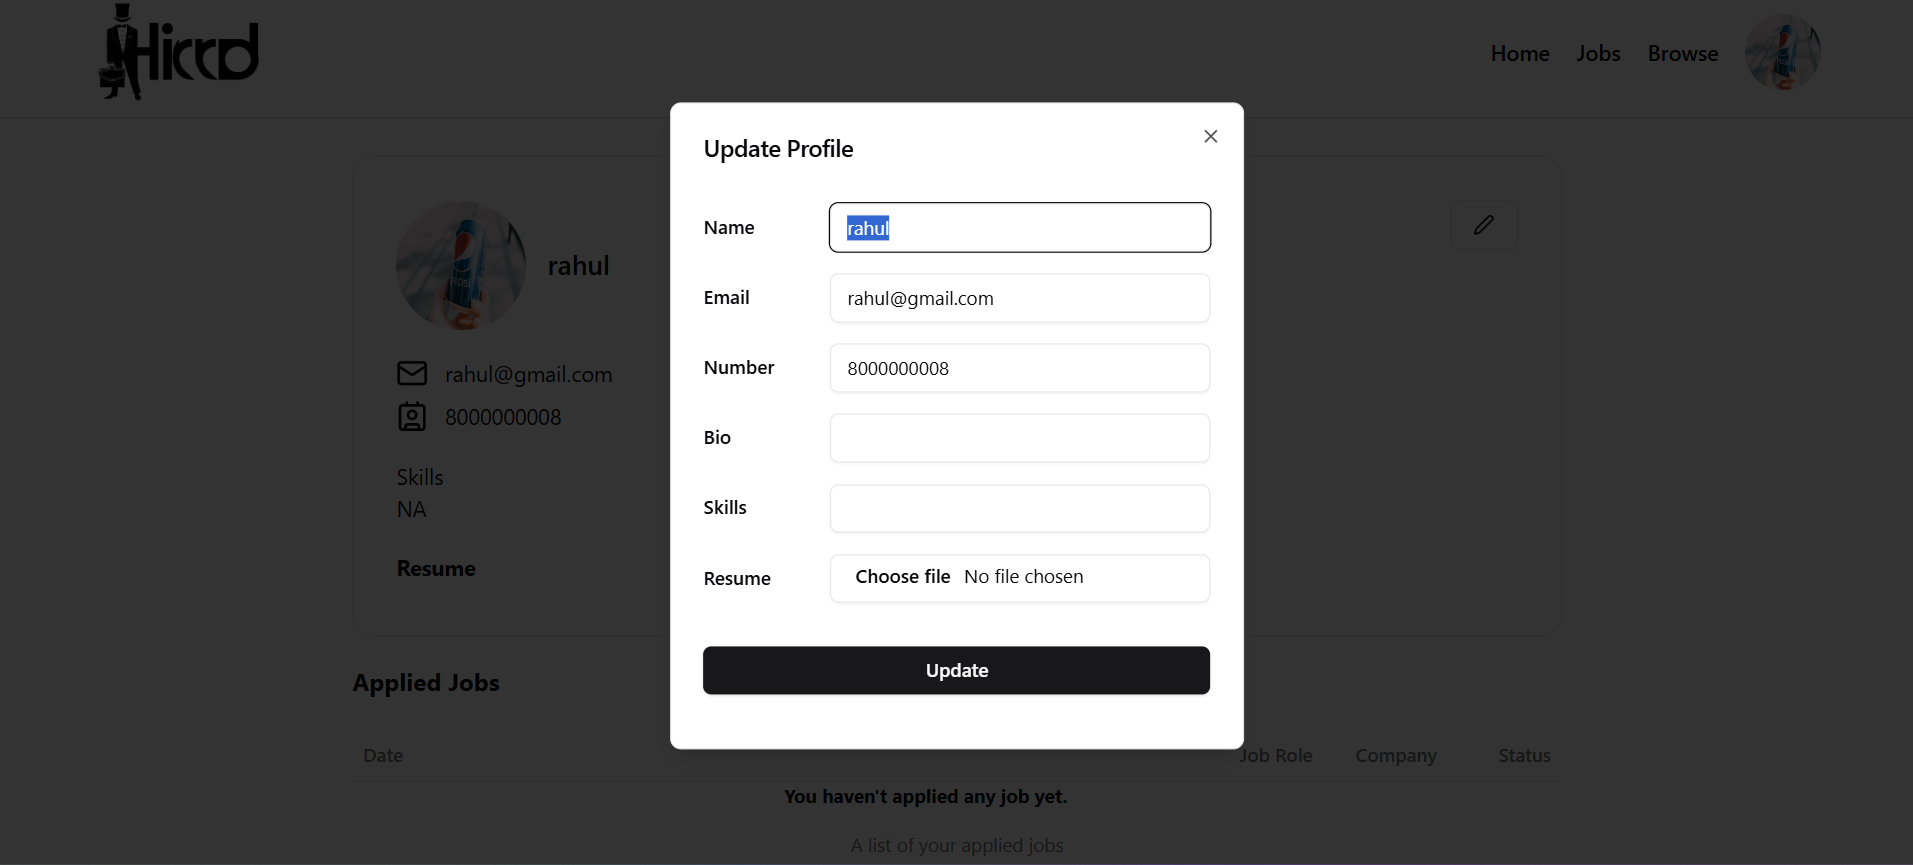 Hiccd
Home Jobs Browse
Update Profile
Name rahul
Email rahul@gmail.com
Number 8000000008
Bio
Skills
Resume Choose file No file chosen
Update
rahul
rahul@gmail.com
8000000008
Skills
NA
Resume
Applied Jobs
Date Job Role Company Status
You haven't applied any job yet.
A list of your applied jobs